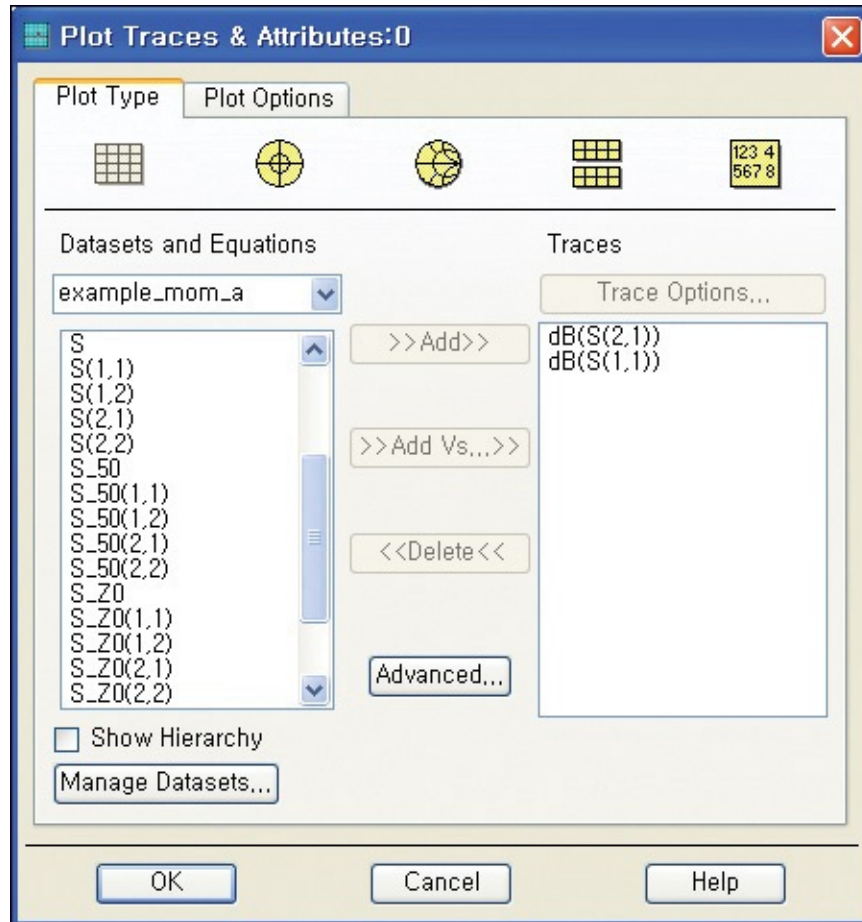 Plot Traces & Attributes:0
Plot Type
Plot Options
123 4
567 8
Datasets and Equations
Traces
example_mom_a
Trace Options...
S
S(1,1)
S(1,2)
S(2,1)
S(2,2)
S_50
S_50(1,1)
S_50(1,2)
S_50(2,1)
S_50(2,2)
S_Z0
S_Z0(1,1)
S_Z0(1,2)
S_Z0(2,1)
S_Z0(2,2)
>>Add>>
>>Add Vs...>>
<<Delete<<
Advanced...
dB(S(2,1))
dB(S(1,1))
Show Hierarchy
Manage Datasets...
OK
Cancel
Help